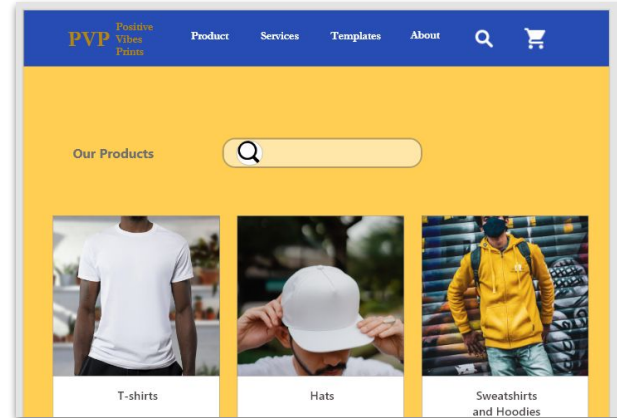 PVP
Positive
Vibes
Prints
Product
Services
Templates
About
Our Products
T-shirts
Hats
Sweatshirts
and Hoodies